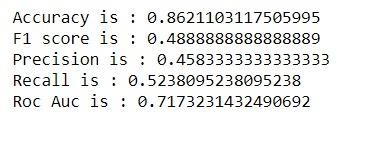 Accuracy is : 0.8621103117505995
F1 score is : 0.4888888888888889
Precision is : 0.4583333333333333
Recall is : 0.5238095238095238
Roc Auc is : 0.7173231432490692